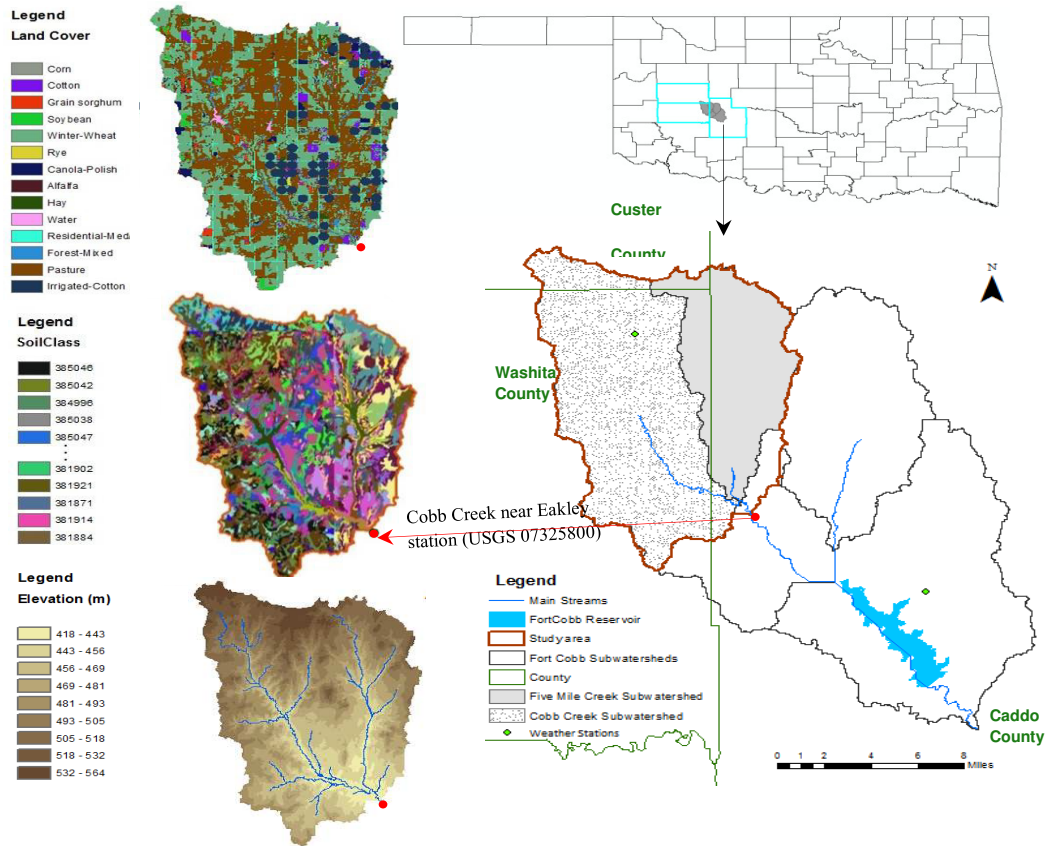 Legend
Land Cover
Corn
Cotton
Grain sorghum
Soybean
Winter-Wheat
Rye
Canola-Polish
Alfalfa
Hay
Water
Residential-Med
Forest-Mixed
Pasture
Irrigated-Cotton
Legend
SoilClass
385046
385042
384996
385038
385047
381902
381921
381871
381914
381884
Legend
Elevation (m)
418 - 443
443 - 456
456 - 469
469 - 481
481 - 493
493 - 505
505 - 518
518 - 532
532 - 564
Custer
County
Washita
County
N
Cobb Creek near Eakley
station (USGS 07325800)
Legend
Main Streams
FortCobb Reservoir
Studyarea
Fort Cobb Subwatersheds
County
Five Mile Creek Subwatershed
Cobb Creek Subwatershed
Weather Stations
Caddo
County
0 2 4 6 8
Miles